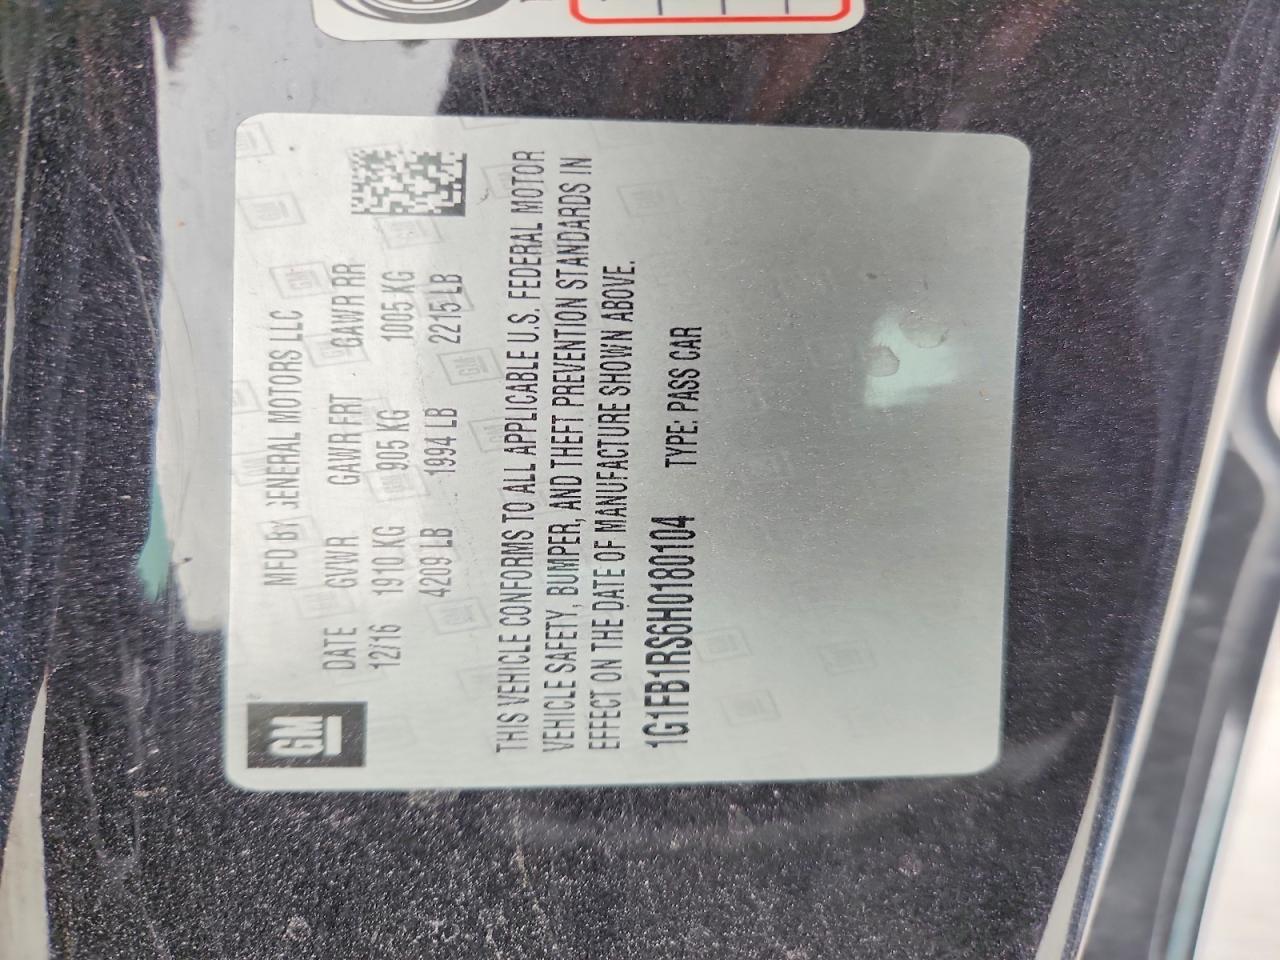 GM
MFD BY GENERAL MOTORS LLC
DATE GVWR GAWR FRT GAWR RR
12/16 1910 KG 905 KG 1005 KG
4209 LB 1994 LB 2215 LB
THIS VEHICLE CONFORMS TO ALL APPLICABLE U.S. FEDERAL MOTOR
VEHICLE SAFETY, BUMPER, AND THEFT PREVENTION STANDARDS IN
EFFECT ON THE DATE OF MANUFACTURE SHOWN ABOVE.
1G1FB1RS6H0180104 TYPE: PASS CAR